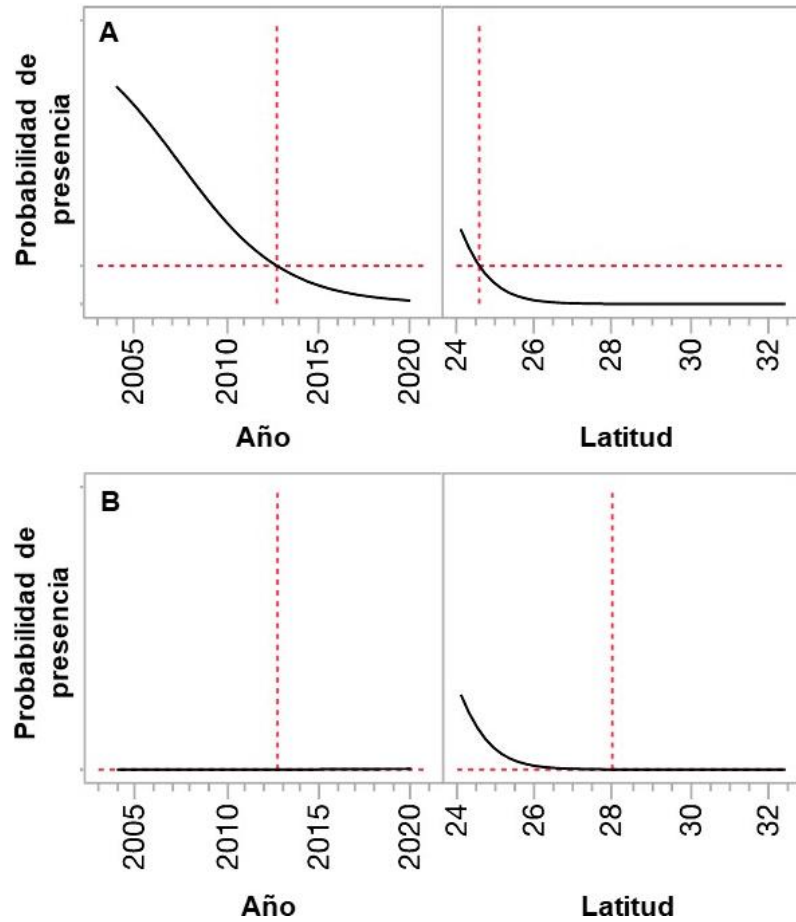 A
Probabilidad de
presencia
2005
2010
2015
2020
24
26
28
30
32
Año
Latitud
B
Probabilidad de
presencia
2005
2010
2015
2020
24
26
28
30
32
Año
Latitud